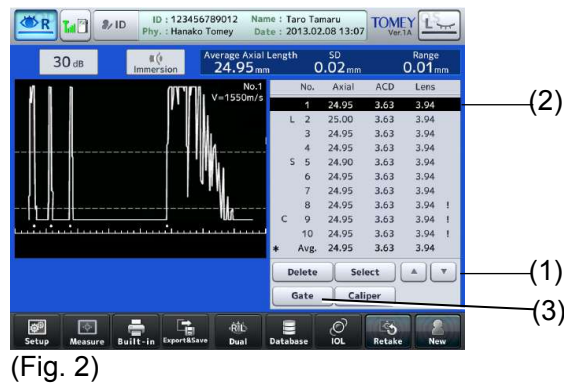 R
L
ID
ID : 123456789012 Name : Taro Tamaru
Phy. : Hanako Tomey Date : 2013.02.08 13:07
TOMEY
Ver.1A
L
30 dB
Immersion
Average Axial Length SD Range
24.95 mm 0.02 mm 0.01 mm
No.1
V=1550m/s
No. Axial ACD Lens
1 24.95 3.63 3.94
L 2 25.00 3.63 3.94
3 24.95 3.63 3.94
4 24.95 3.63 3.94
S 5 24.90 3.63 3.94
6 24.95 3.63 3.94
7 24.95 3.63 3.94
8 24.95 3.63 3.94 !
C 9 24.95 3.63 3.94 !
10 24.95 3.63 3.94 !
* Avg. 24.95 3.63 3.94
Delete Select ▲ ▼
Gate Caliper
(2)
(1)
(3)
Setup Measure Built-in Export&Save Dual Database IOL Retake New
(Fig. 2)